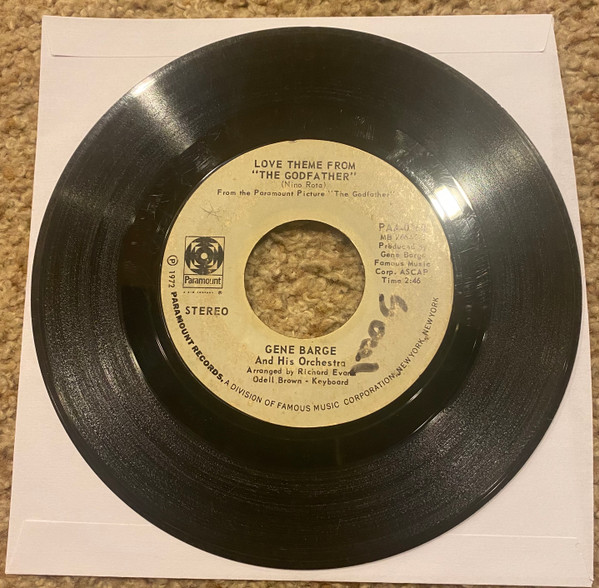 LOVE THEME FROM
"THE GODFATHER"
(Nino Rota)
From the Paramount Picture "The Godfather"
Produced by
Gene Barge
Famous Music
Corp. ASCAP
Time 2:46
Paramount
STEREO
GENE BARGE
And His Orchestra
Arranged by Richard Evans
Odell Brown - Keyboard
Ⓟ 1972 PARAMOUNT RECORDS, A DIVISION OF FAMOUS MUSIC CORPORATION, NEW YORK, NEW YORK